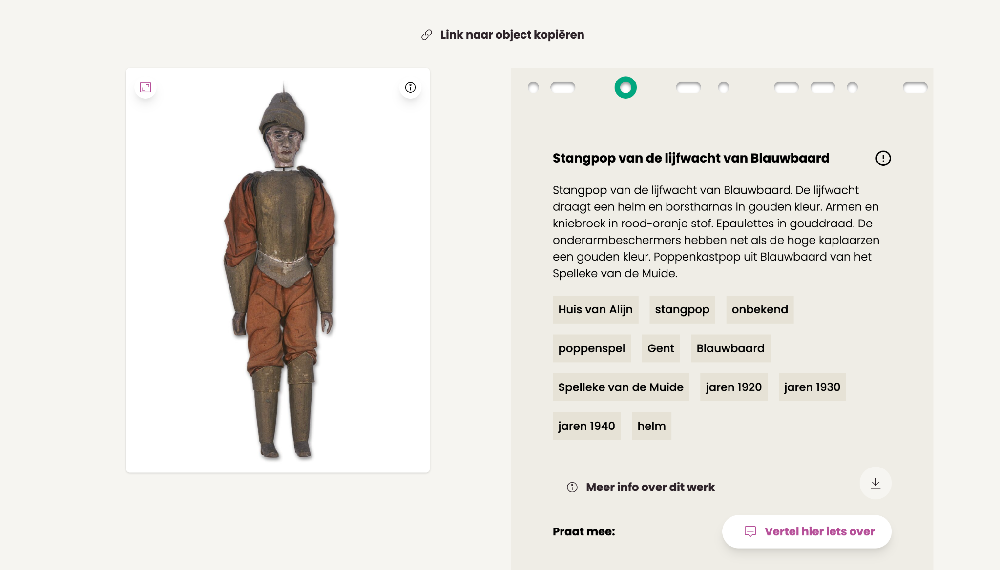 Link naar object kopiëren
Stangpop van de lijfwacht van Blauwbaard
Stangpop van de lijfwacht van Blauwbaard. De lijfwacht
draagt een helm en borstharnas in gouden kleur. Armen en
kniebroek in rood-oranje stof. Epaulettes in gouddraad. De
onderarmbeschermers hebben net als de hoge kaplaarzen
een gouden kleur. Poppenkastpop uit Blauwbaard van het
Spelleke van de Muide.
Huis van Alijn stangpop onbekend
poppenspel Gent Blauwbaard
Spelleke van de Muide jaren 1920 jaren 1930
jaren 1940 helm
Meer info over dit werk
Praat mee: Vertel hier iets over